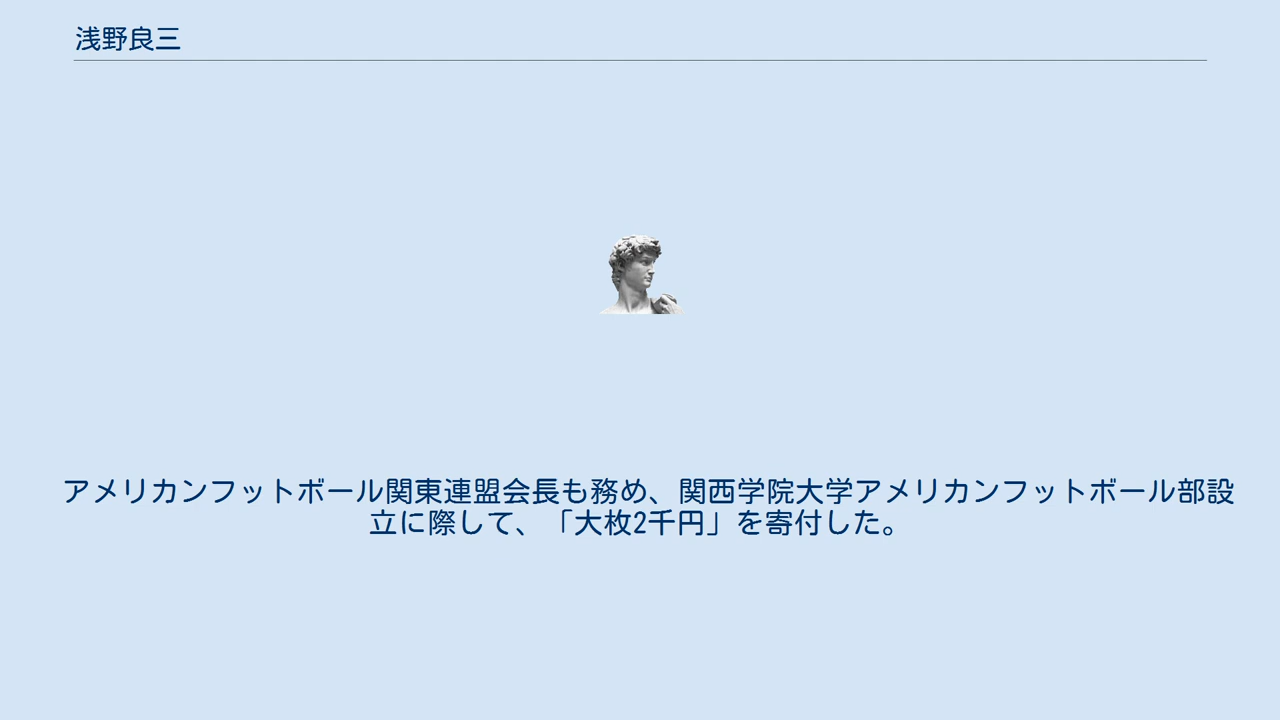 浅野良三
アメリカンフットボール関東連盟会長も務め、関西学院大学アメリカンフットボール部設
立に際して、「大枚2千円」を寄付した。